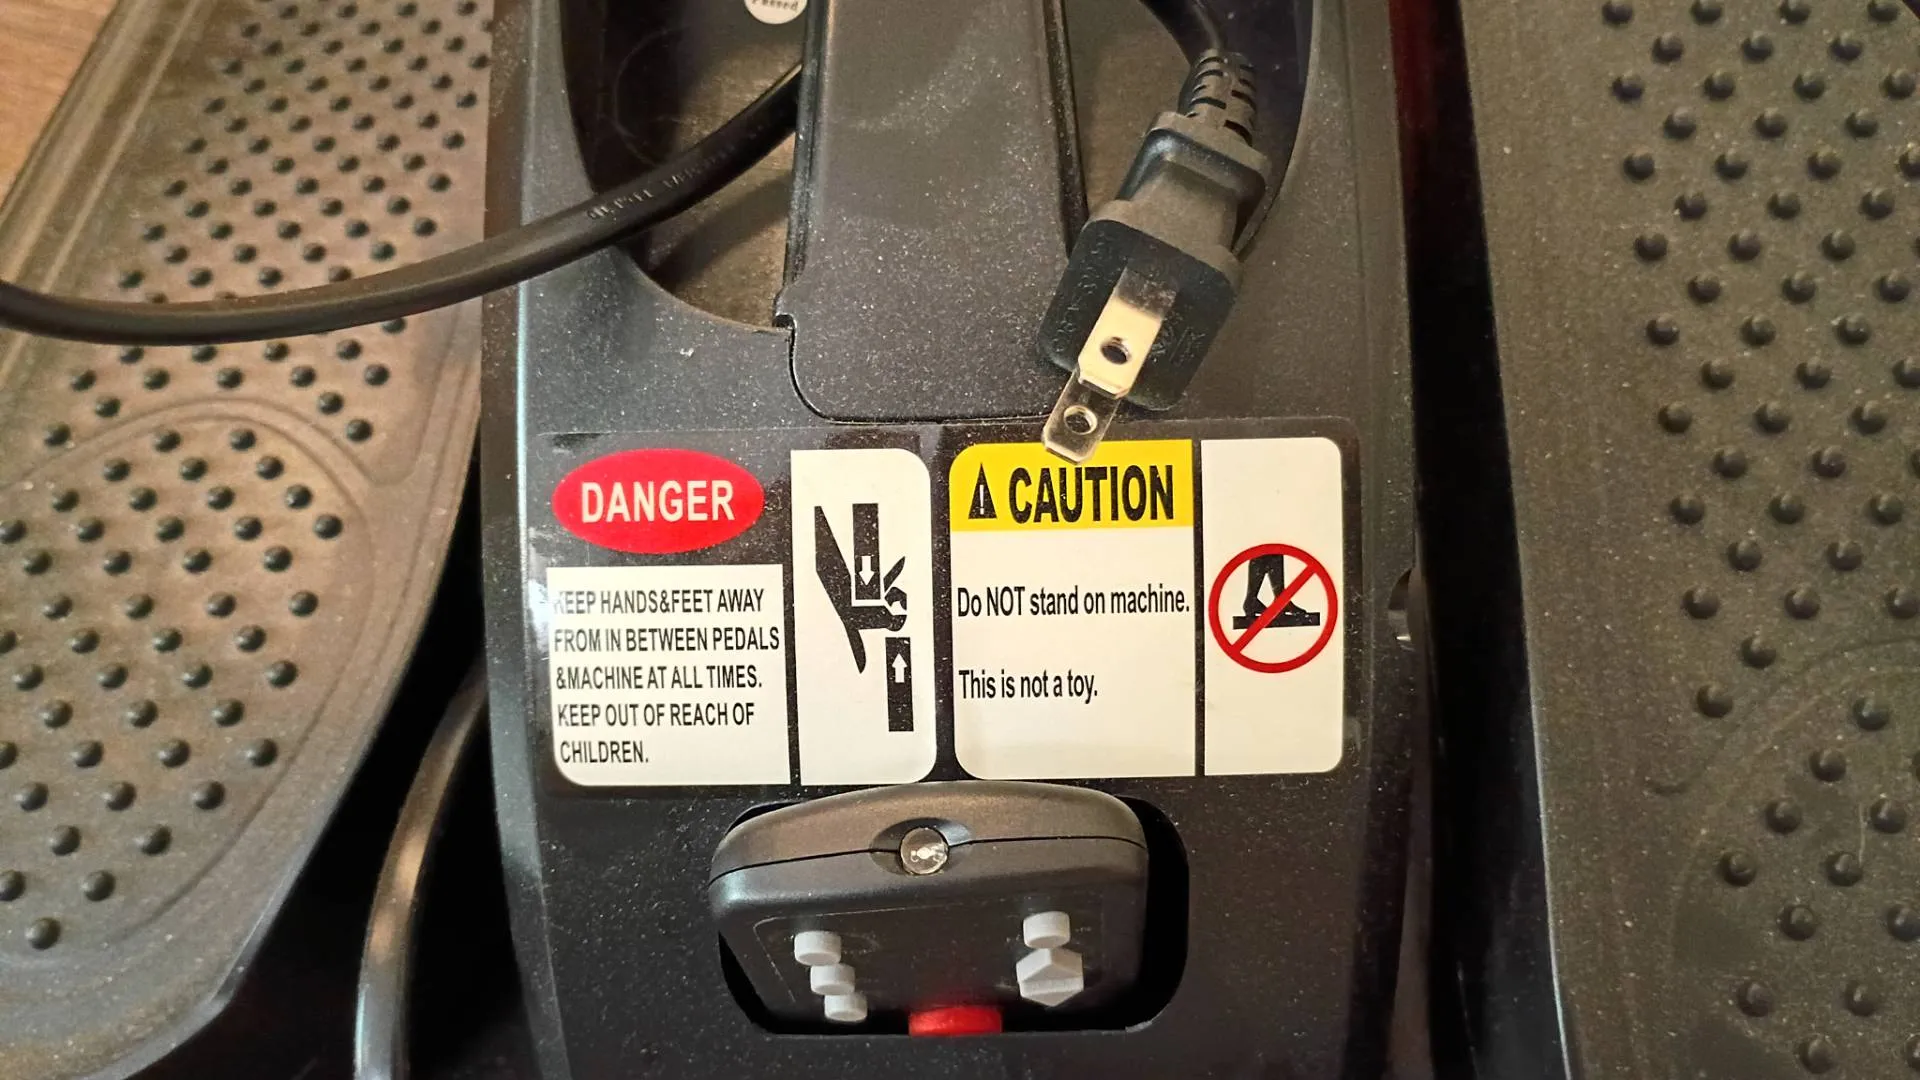 Passed
DANGER
KEEP HANDS&FEET AWAY
FROM IN BETWEEN PEDALS
&MACHINE AT ALL TIMES.
KEEP OUT OF REACH OF
CHILDREN.
CAUTION
Do NOT stand on machine.
This is not a toy.